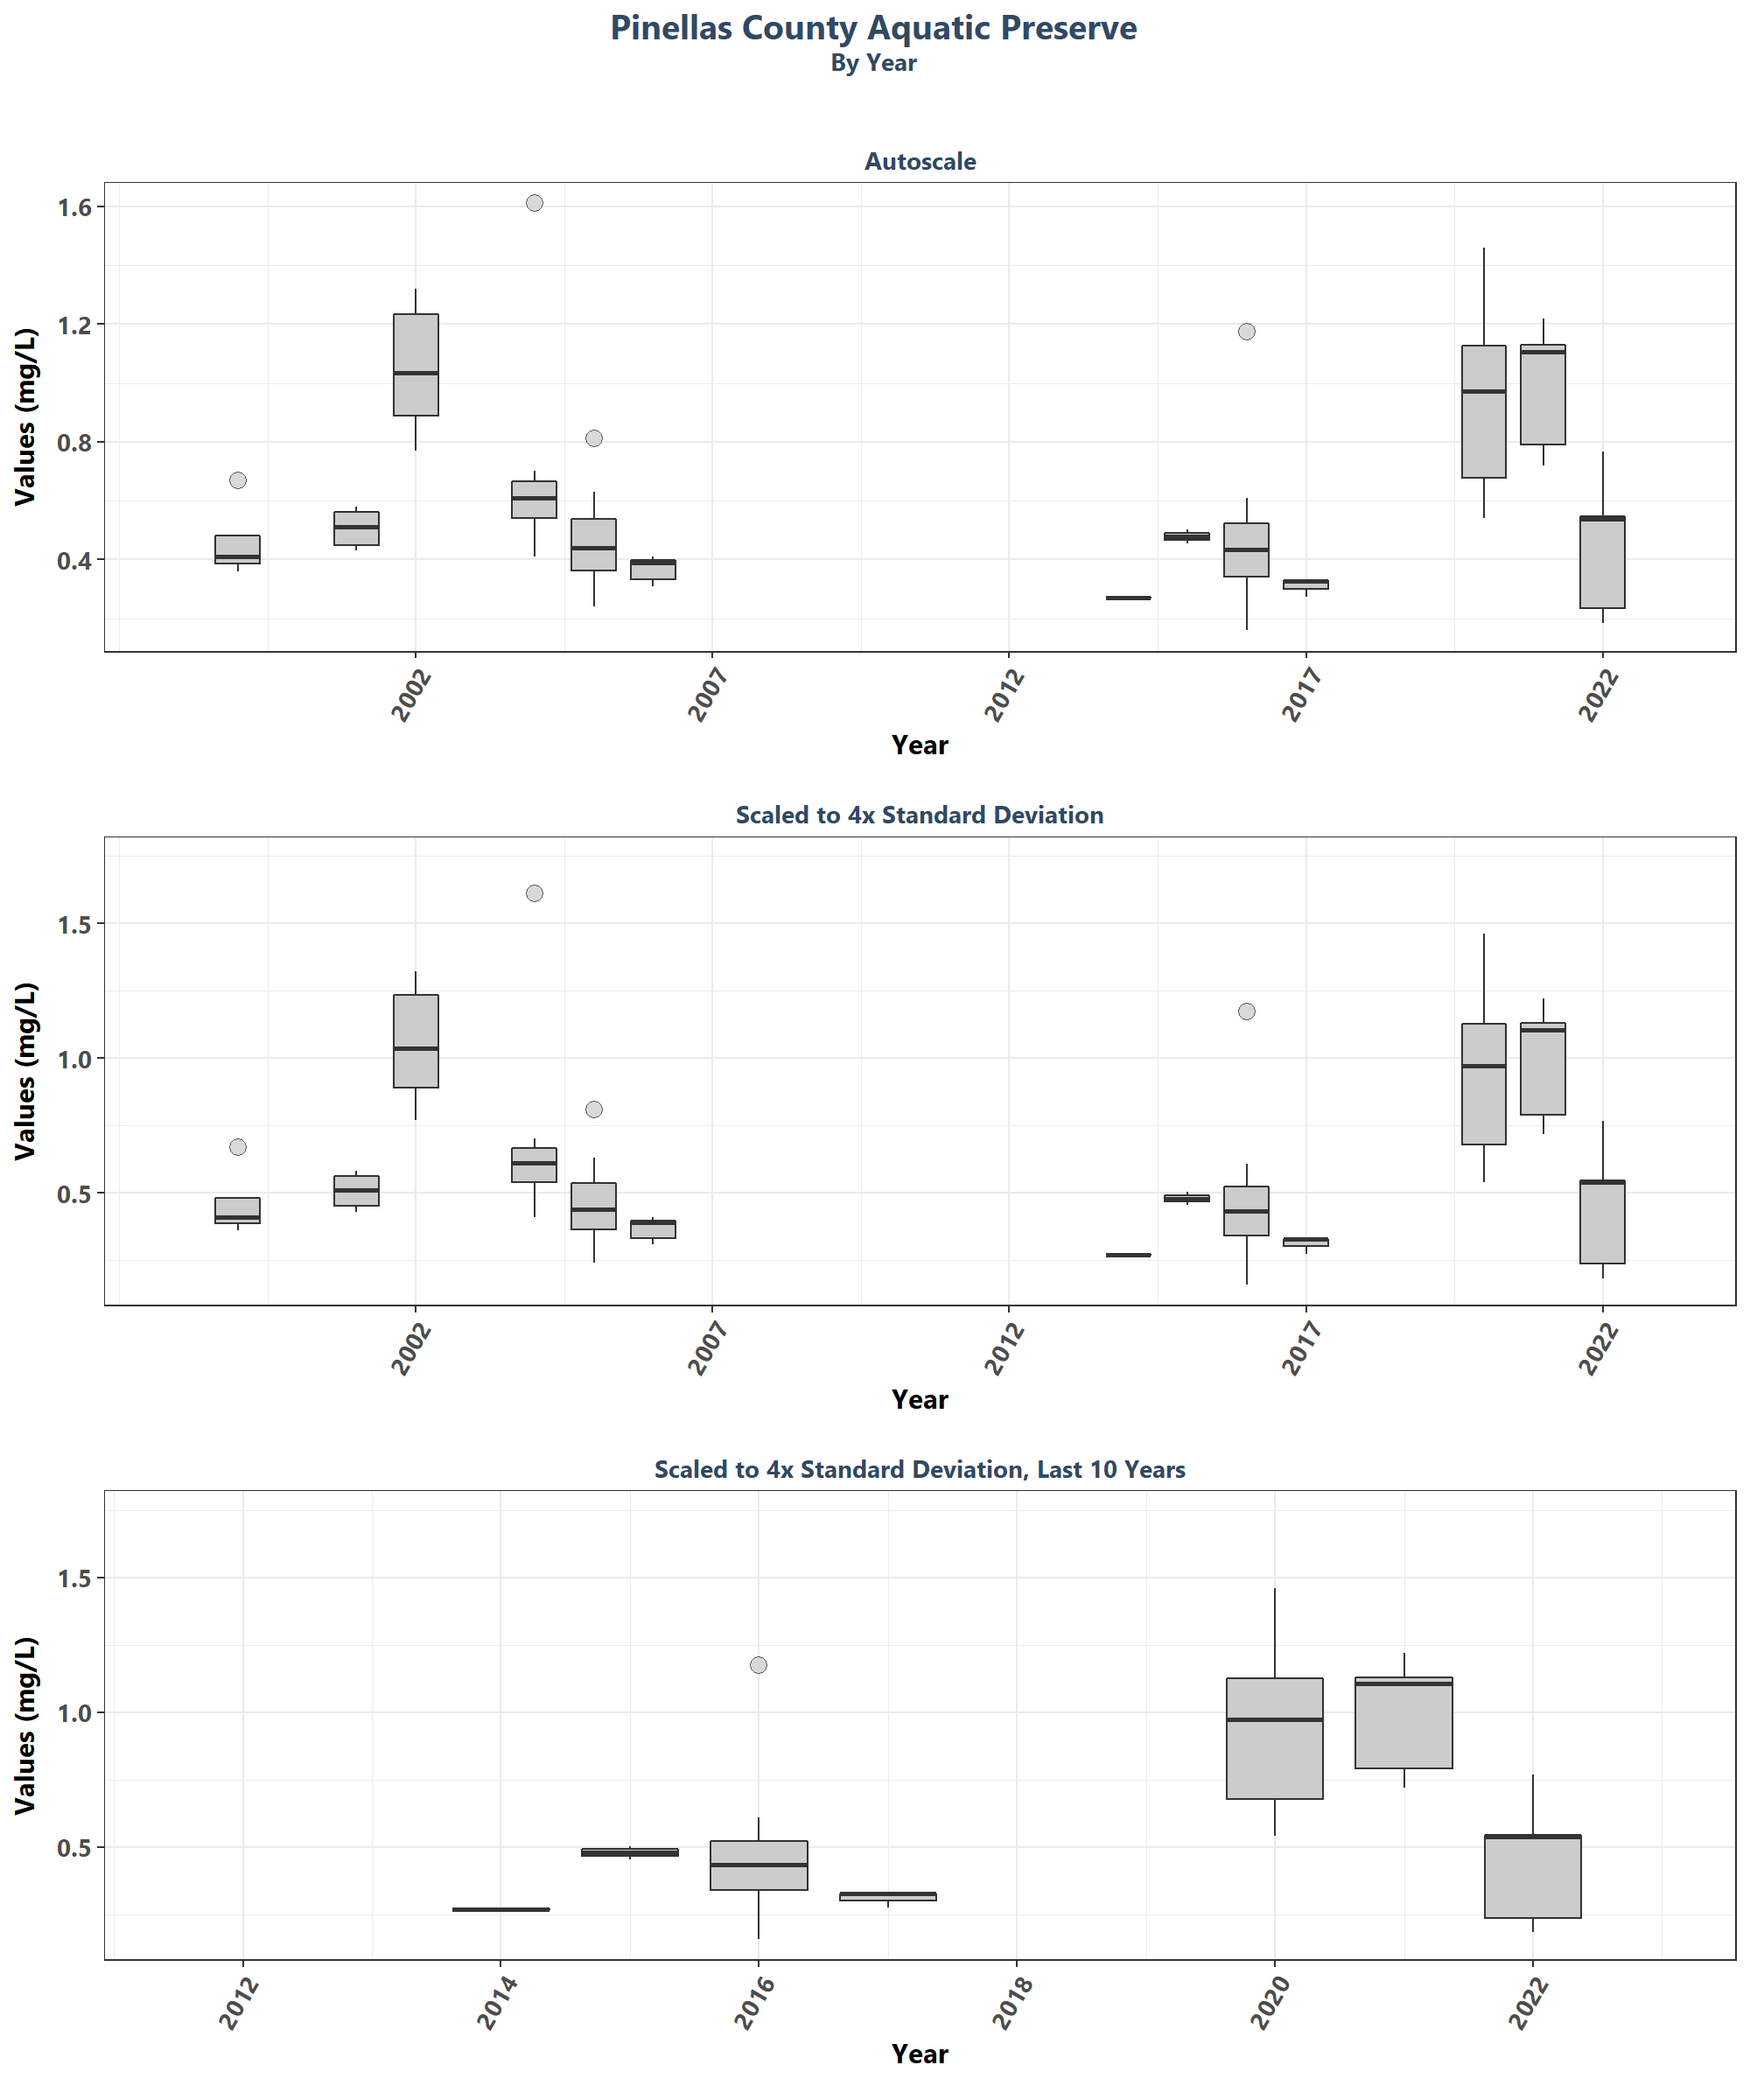 Pinellas County Aquatic Preserve
By Year
Autoscale
Values (mg/L)
1.6
1.2
0.8
0.4
2002 2007 2012 2017 2022
Year
Scaled to 4x Standard Deviation
Values (mg/L)
1.5
1.0
0.5
2002 2007 2012 2017 2022
Year
Scaled to 4x Standard Deviation, Last 10 Years
Values (mg/L)
1.5
1.0
0.5
2012 2014 2016 2018 2020 2022
Year